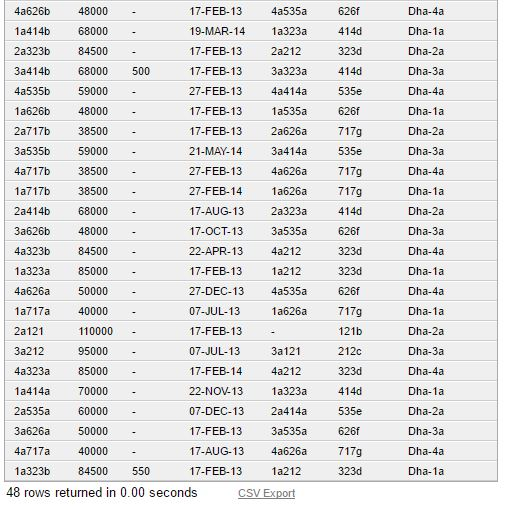 4a626b 48000 - 17-FEB-13 4a535a 626f Dha-4a
1a414b 68000 - 19-MAR-14 1a323a 414d Dha-1a
2a323b 84500 - 17-FEB-13 2a212 323d Dha-2a
3a414b 68000 500 17-FEB-13 3a323a 414d Dha-3a
4a535b 59000 - 27-FEB-13 4a414a 535e Dha-4a
1a626b 48000 - 17-FEB-13 1a535a 626f Dha-1a
2a717b 38500 - 17-FEB-13 2a626a 717g Dha-2a
3a535b 59000 - 21-MAY-14 3a414a 535e Dha-3a
4a717b 38500 - 27-FEB-13 4a626a 717g Dha-4a
1a717b 38500 - 27-FEB-14 1a626a 717g Dha-1a
2a414b 68000 - 17-AUG-13 2a323a 414d Dha-2a
3a626b 48000 - 17-OCT-13 3a535a 626f Dha-3a
4a323b 84500 - 22-APR-13 4a212 323d Dha-4a
1a323a 85000 - 17-FEB-13 1a212 323d Dha-1a
4a626a 50000 - 27-DEC-13 4a535a 626f Dha-4a
1a717a 40000 - 07-JUL-13 1a626a 717g Dha-1a
2a121 110000 - 17-FEB-13 - 121b Dha-2a
3a212 95000 - 07-JUL-13 3a121 212c Dha-3a
4a323a 85000 - 17-FEB-14 4a212 323d Dha-4a
1a414a 70000 - 22-NOV-13 1a323a 414d Dha-1a
2a535a 60000 - 07-DEC-13 2a414a 535e Dha-2a
3a626a 50000 - 17-FEB-13 3a535a 626f Dha-3a
4a717a 40000 - 17-AUG-13 4a626a 717g Dha-4a
1a323b 84500 550 17-FEB-13 1a212 323d Dha-1a
48 rows returned in 0.00 seconds CSV Export